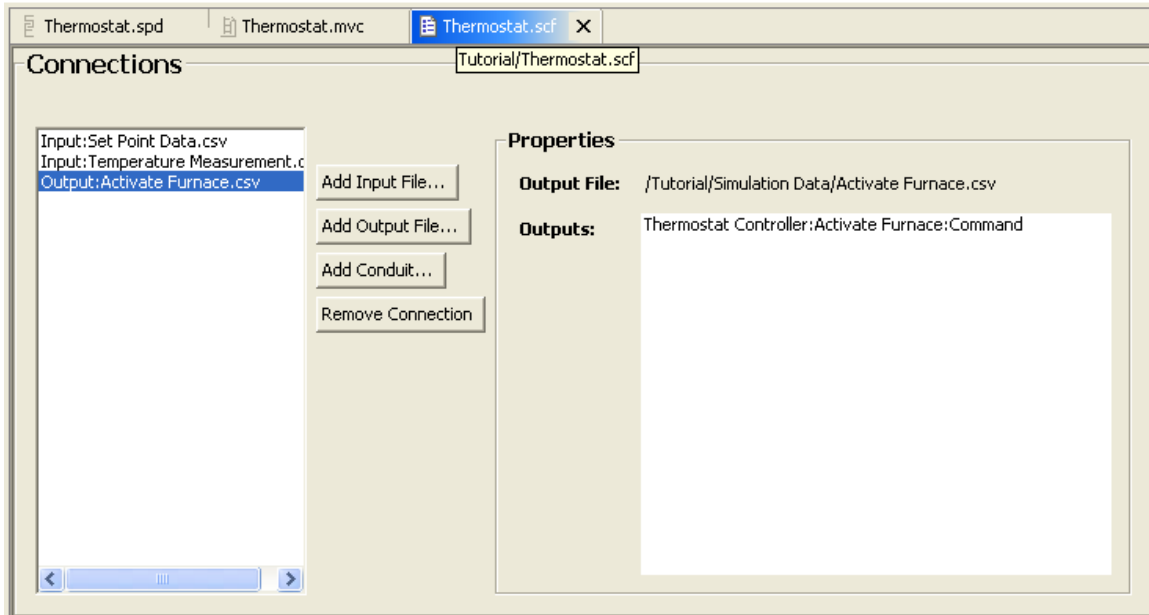 Thermostat.spd
Thermostat.mvc
Thermostat.scf
Tutorial/Thermostat.scf
Connections
Input:Set Point Data.csv
Input:Temperature Measurement.c
Output:Activate Furnace.csv
Add Input File...
Add Output File...
Add Conduit...
Remove Connection
Properties
Output File: /Tutorial/Simulation Data/Activate Furnace.csv
Outputs: Thermostat Controller:Activate Furnace:Command